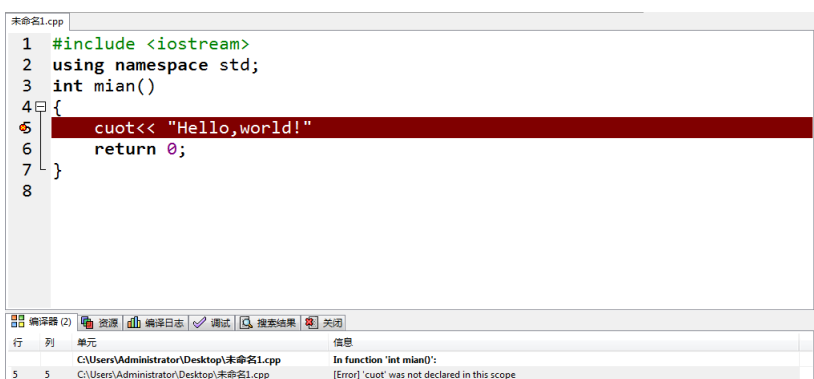 未命名1.cpp
1 #include <iostream>
2 using namespace std;
3 int mian()
4 {
5 cuot<< "Hello,world!"
6 return 0;
7 }
8
编译器 (2) 资源 编译日志 调试 搜索结果 关闭
行 列 单元 信息
C:\Users\Administrator\Desktop\未命名1.cpp In function 'int mian()':
5 5 C:\Users\Administrator\Desktop\未命名1.cpp [Error] 'cuot' was not declared in this scope